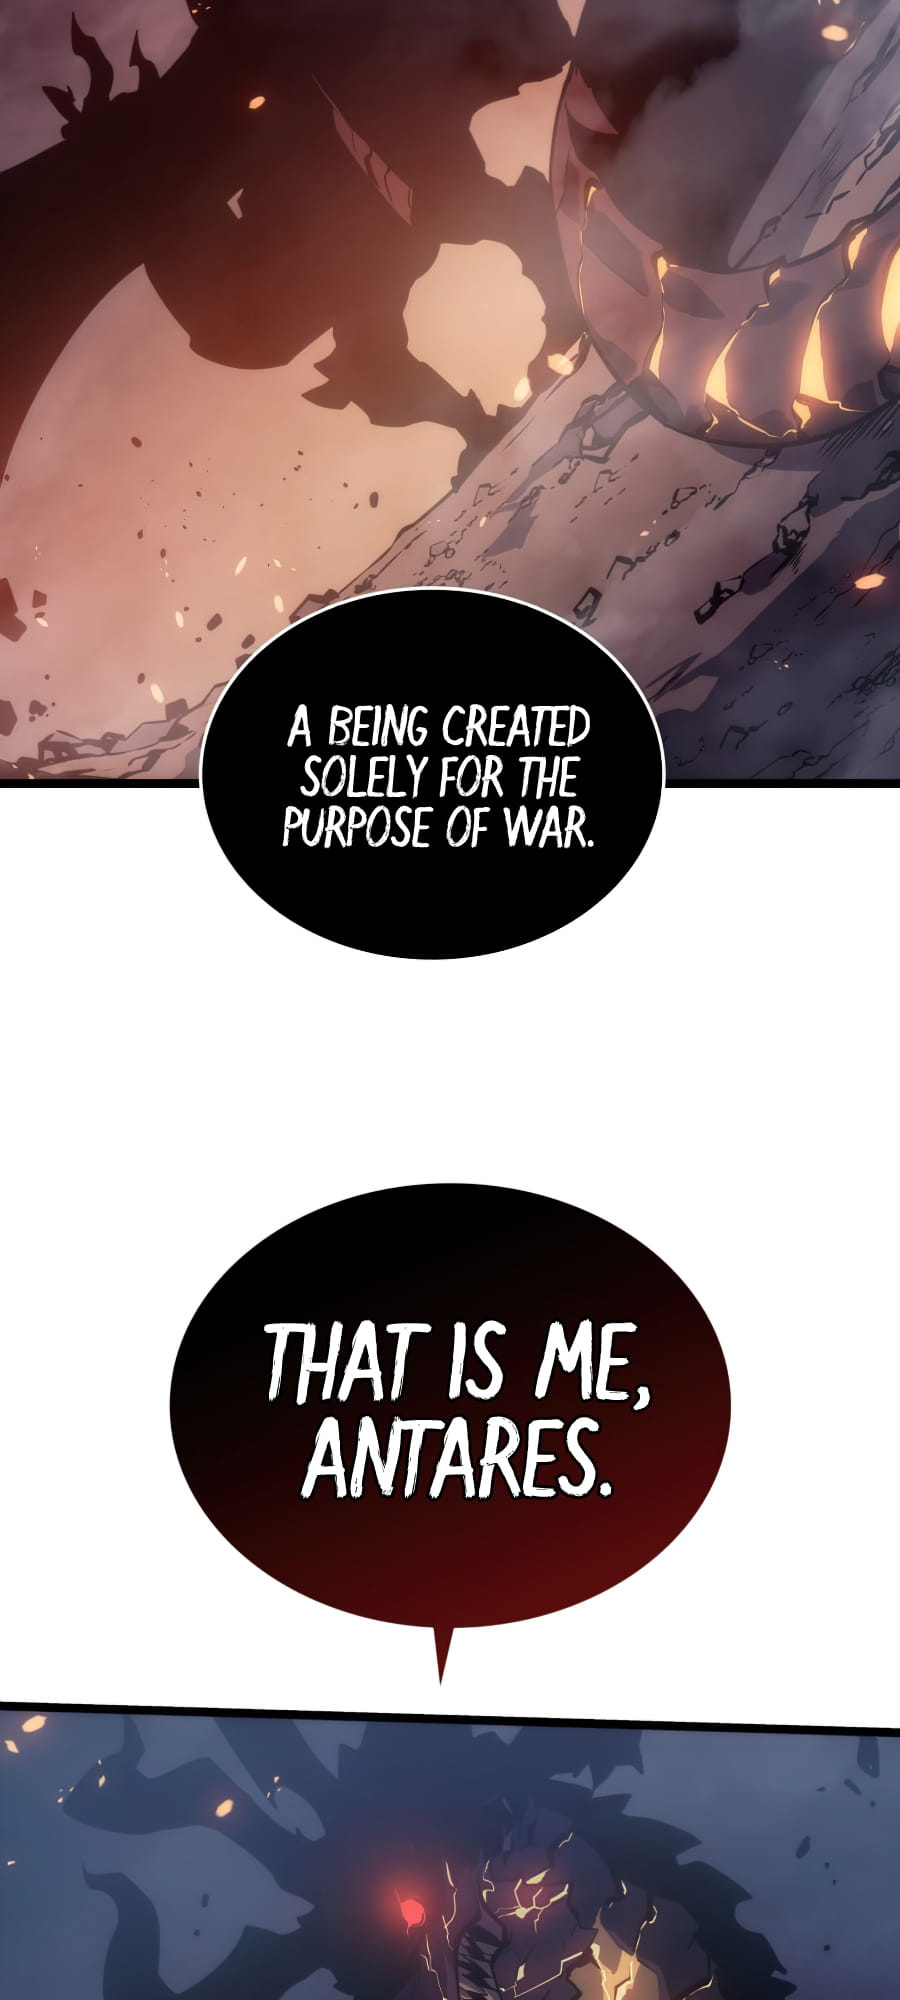 A BEING CREATED
SOLELY FOR THE
PURPOSE OF WAR.
THAT IS ME,
ANTARES.